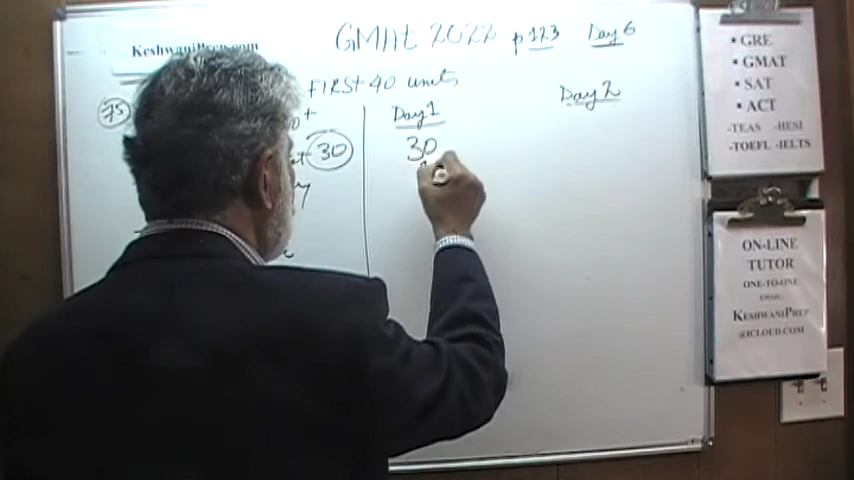 KeshwaniPrep.com
GMAt 2022 p123 Day 6
FIRST 40 units
75
Day 1
Day 2
30
30
• GRE
• GMAT
• SAT
• ACT
-TEAS -HESI
-TOEFL -IELTS
ON-LINE
TUTOR
ONE-TO-ONE
EMAIL:
KESHWANIPREP
@ICLOUD.COM